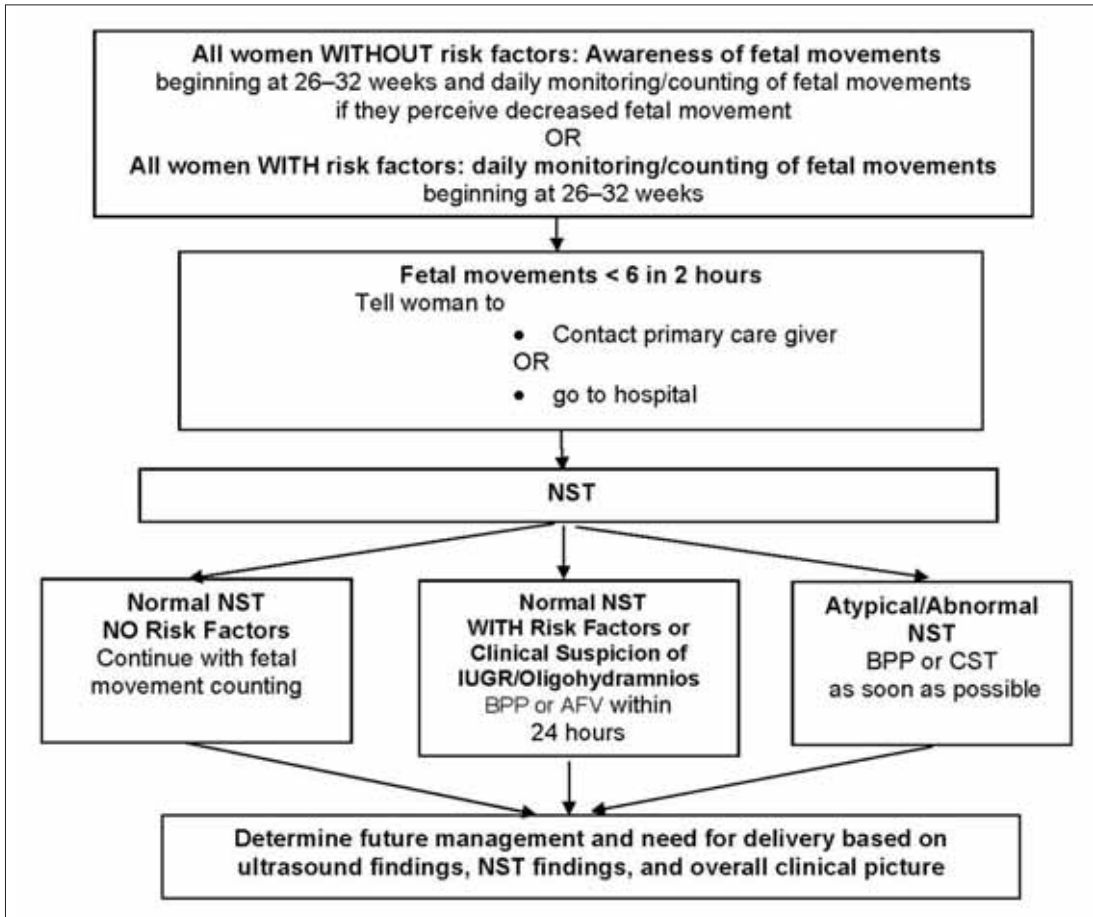 All women WITHOUT risk factors: Awareness of fetal movements
beginning at 26–32 weeks and daily monitoring/counting of fetal movements
if they perceive decreased fetal movement
OR
All women WITH risk factors: daily monitoring/counting of fetal movements
beginning at 26–32 weeks
Fetal movements < 6 in 2 hours
Tell woman to
• Contact primary care giver
OR
• go to hospital
NST
Normal NST
NO Risk Factors
Continue with fetal
movement counting
Normal NST
WITH Risk Factors or
Clinical Suspicion of
IUGR/Oligohydramnios
BPP or AFV within
24 hours
Atypical/Abnormal
NST
BPP or CST
as soon as possible
Determine future management and need for delivery based on
ultrasound findings, NST findings, and overall clinical picture